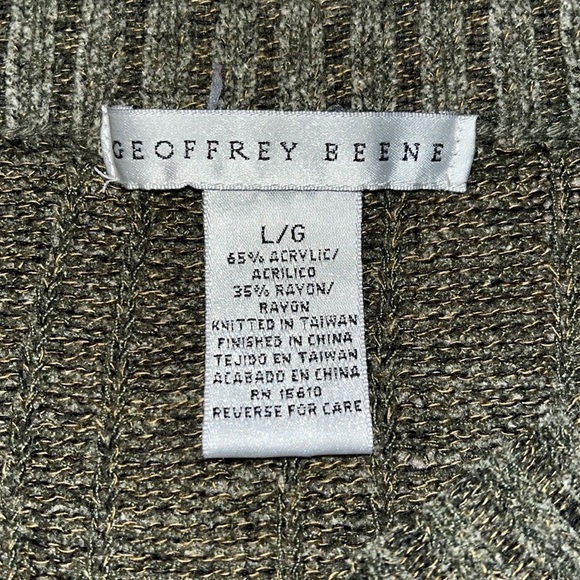 GEOFFREY BEENE
L/G
65% ACRYLIC/
ACRILICO
35% RAYON/
RAYON
KNITTED IN TAIWAN
FINISHED IN CHINA
TEJIDO EN TAIWAN
ACABADO EN CHINA
RN 15610
REVERSE FOR CARE